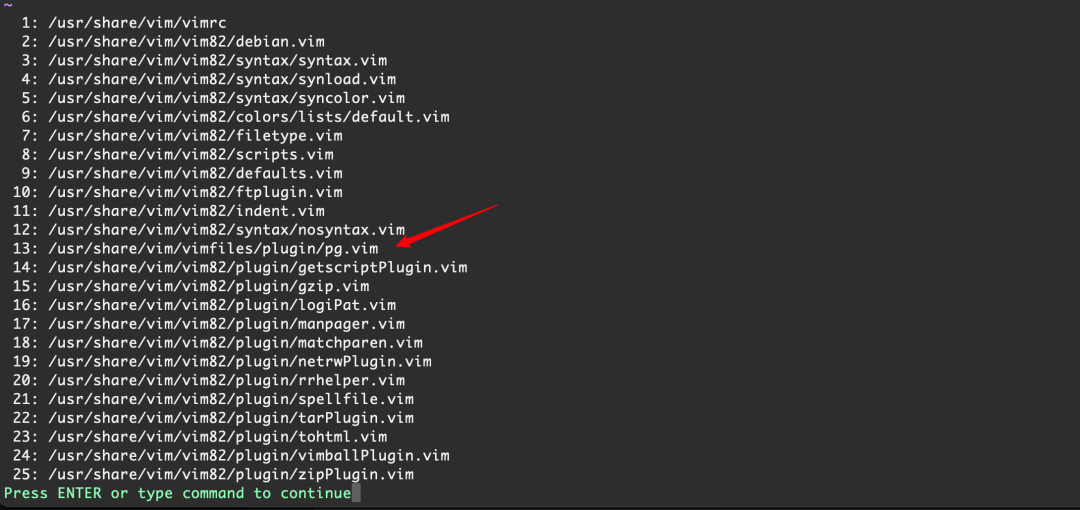 ~
1: /usr/share/vim/vimrc
2: /usr/share/vim/vim82/debian.vim
3: /usr/share/vim/vim82/syntax/syntax.vim
4: /usr/share/vim/vim82/syntax/synload.vim
5: /usr/share/vim/vim82/syntax/syncolor.vim
6: /usr/share/vim/vim82/colors/lists/default.vim
7: /usr/share/vim/vim82/filetype.vim
8: /usr/share/vim/vim82/scripts.vim
9: /usr/share/vim/vim82/defaults.vim
10: /usr/share/vim/vim82/ftplugin.vim
11: /usr/share/vim/vim82/indent.vim
12: /usr/share/vim/vim82/syntax/nosyntax.vim
13: /usr/share/vim/vimfiles/plugin/pg.vim
14: /usr/share/vim/vim82/plugin/getscriptPlugin.vim
15: /usr/share/vim/vim82/plugin/gzip.vim
16: /usr/share/vim/vim82/plugin/logiPat.vim
17: /usr/share/vim/vim82/plugin/manpager.vim
18: /usr/share/vim/vim82/plugin/matchparen.vim
19: /usr/share/vim/vim82/plugin/netrwPlugin.vim
20: /usr/share/vim/vim82/plugin/rrhelper.vim
21: /usr/share/vim/vim82/plugin/spellfile.vim
22: /usr/share/vim/vim82/plugin/tarPlugin.vim
23: /usr/share/vim/vim82/plugin/tohtml.vim
24: /usr/share/vim/vim82/plugin/vimballPlugin.vim
25: /usr/share/vim/vim82/plugin/zipPlugin.vim
Press ENTER or type command to continue